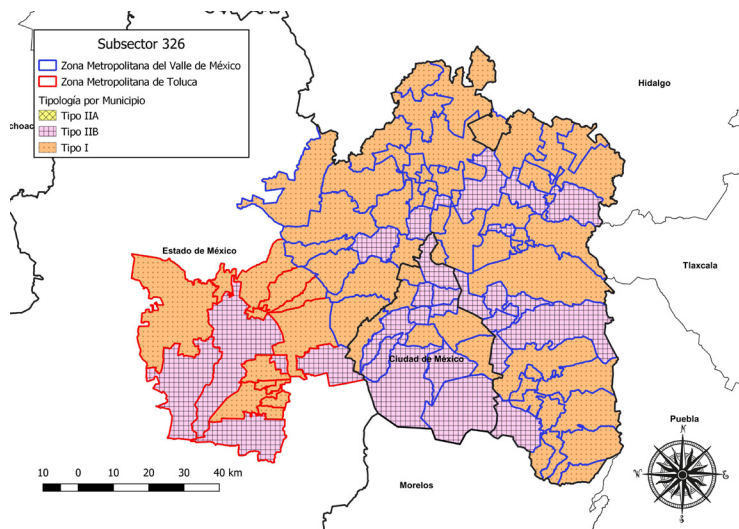 Subsector 326
Zona Metropolitana del Valle de México
Zona Metropolitana de Toluca
Tipología por Municipio
Tipo IIA
Tipo IIB
Tipo I
choac
Hidalgo
Estado de México
Tlaxcala
Ciudad de México
Puebla
Morelos
N
W
E
S
10 0 10 20 30 40 km